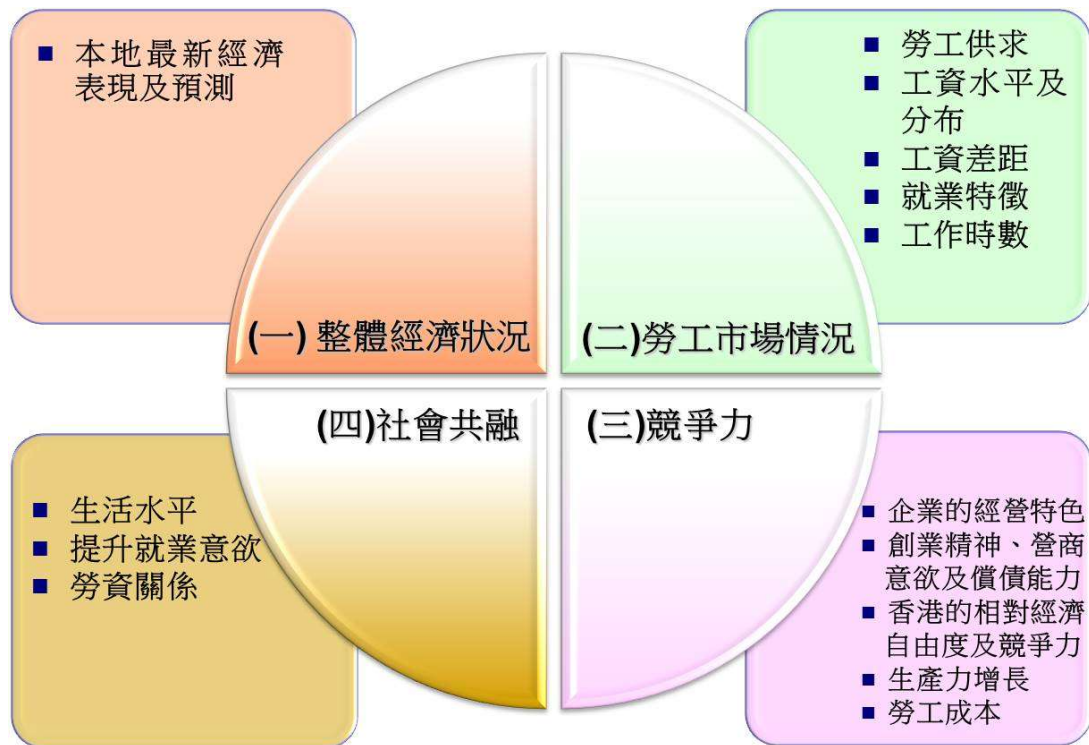 本地最新經濟
表現及預測
(一) 整體經濟狀況
勞工供求
工資水平及
分布
工資差距
就業特徵
工作時數
(二)勞工市場情況
(三)競爭力
企業的經營特色
創業精神、營商
意欲及償債能力
香港的相對經濟
自由度及競爭力
生產力增長
勞工成本
(四)社會共融
生活水平
提升就業意欲
勞資關係